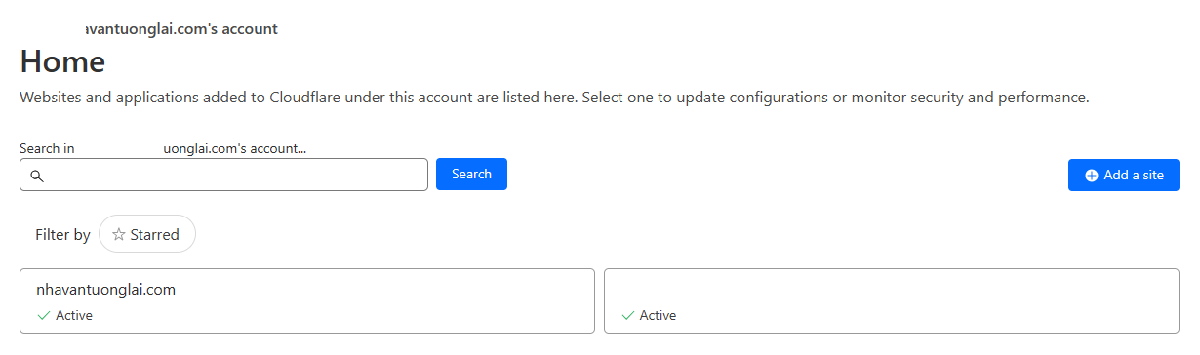 avantuonglai.com's account
Home
Websites and applications added to Cloudflare under this account are listed here. Select one to update configurations or monitor security and performance.
Search in uonglai.com's account...
Search
Add a site
Filter by Starred
nhavantuonglai.com
Active
Active